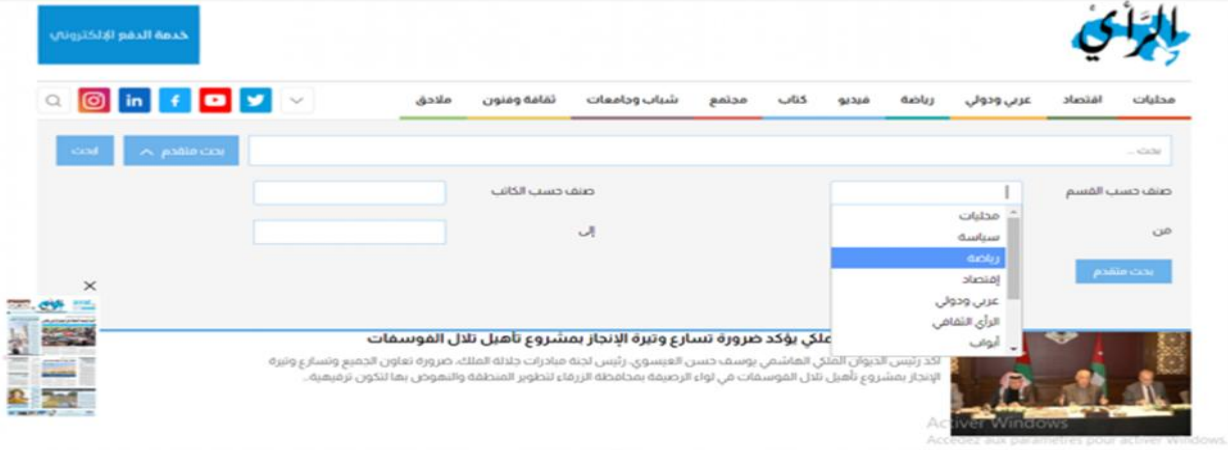 الرأي
خدمة الدفع الإلكتروني
محليات اقتصاد عربي ودولي رياضة فيديو كتاب مجتمع شباب وجامعات ثقافة وفنون ملاحق
بحث ...
بحث متقدم
ابحث
صنف حسب القسم
صنف حسب الكاتب
محليات
سياسة
رياضة
إقتصاد
عربي ودولي
الرأي الثقافي
أبواب
من
إلى
بحث متقدم
ملكي يؤكد ضرورة تسارع وتيرة الإنجاز بمشروع تأهيل تلال الفوسفات
أكد رئيس الديوان الملكي الهاشمي يوسف حسن العيسوي، رئيس لجنة مبادرات جلالة الملك، ضرورة تعاون الجميع وتسارع وتيرة
الإنجاز بمشروع تأهيل تلال الفوسفات في لواء الرصيفة بمحافظة الزرقاء لتطوير المنطقة والنهوض بها لتكون ترفيهية..
Activer Windows
Accédez aux paramètres pour activer Windows.